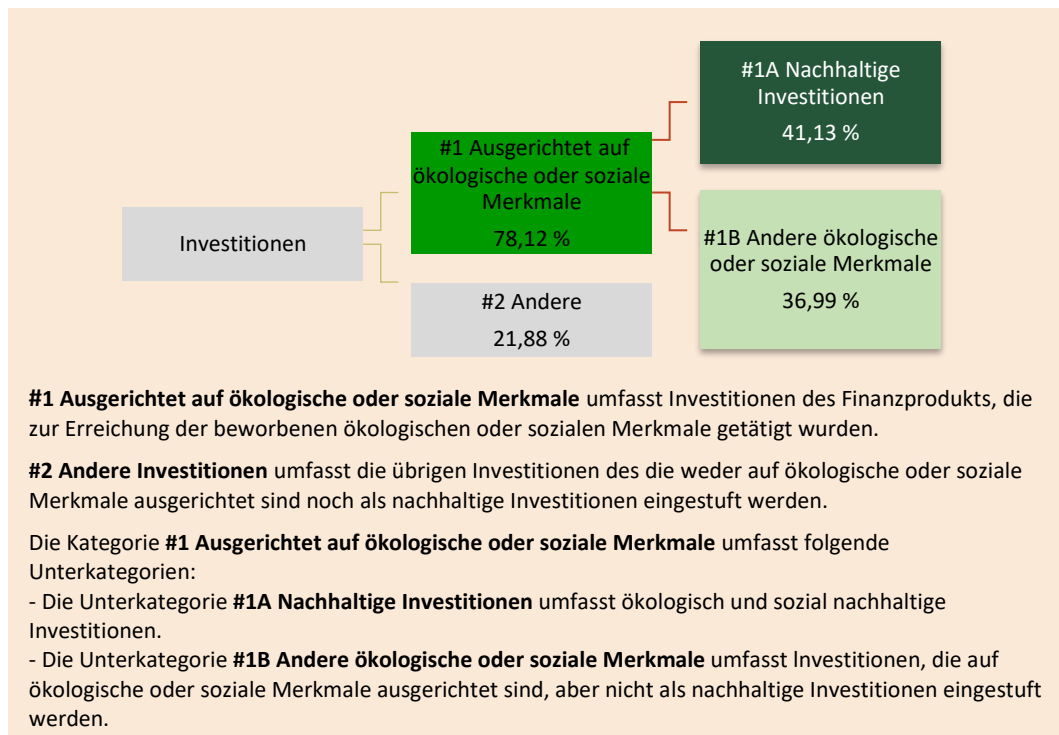 #1A Nachhaltige
Investitionen
41,13 %
#1 Ausgerichtet auf
ökologische oder soziale
Merkmale
78,12 %
Investitionen
#1B Andere ökologische
oder soziale Merkmale
36,99 %
#2 Andere
21,88 %
#1 Ausgerichtet auf ökologische oder soziale Merkmale umfasst Investitionen des Finanzprodukts, die
zur Erreichung der beworbenen ökologischen oder sozialen Merkmale getätigt wurden.
#2 Andere Investitionen umfasst die übrigen Investitionen des die weder auf ökologische oder soziale
Merkmale ausgerichtet sind noch als nachhaltige Investitionen eingestuft werden.
Die Kategorie #1 Ausgerichtet auf ökologische oder soziale Merkmale umfasst folgende
Unterkategorien:
- Die Unterkategorie #1A Nachhaltige Investitionen umfasst ökologisch und sozial nachhaltige
Investitionen.
- Die Unterkategorie #1B Andere ökologische oder soziale Merkmale umfasst Investitionen, die auf
ökologische oder soziale Merkmale ausgerichtet sind, aber nicht als nachhaltige Investitionen eingestuft
werden.